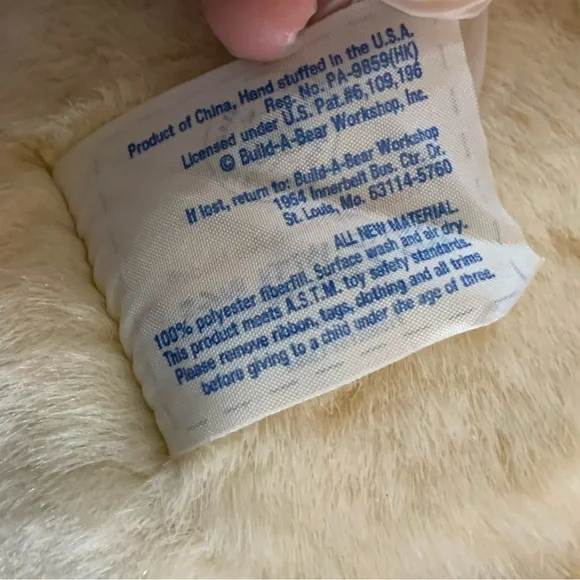 Product of China, Hand stuffed in the U.S.A.
Reg. No. PA-9859(HK)
Licensed under U.S. Pat.#6,109,196
© Build-A-Bear Workshop, Inc.
If lost, return to: Build-A-Bear Workshop
1964 Innerbelt Bus. Ctr. Dr.
St. Louis, Mo. 63114-5760
ALL NEW MATERIAL.
100% polyester fiberfill. Surface wash and air dry.
This product meets A.S.T.M. toy safety standards.
Please remove ribbon, tags, clothing and all trims
before giving to a child under the age of three.